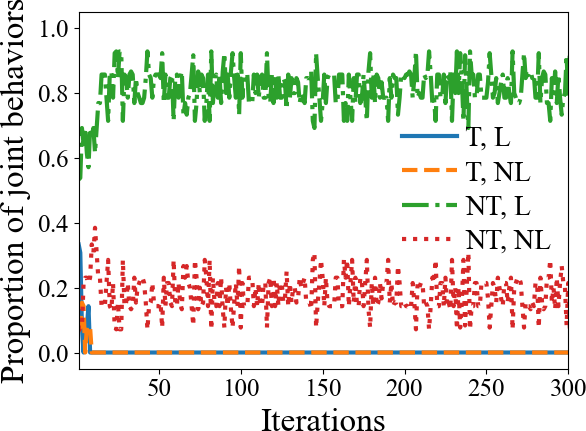 Proportion of joint behaviors
1.0
0.8
0.6
0.4
0.2
0.0
T, L
T, NL
NT, L
NT, NL
50 100 150 200 250 300
Iterations